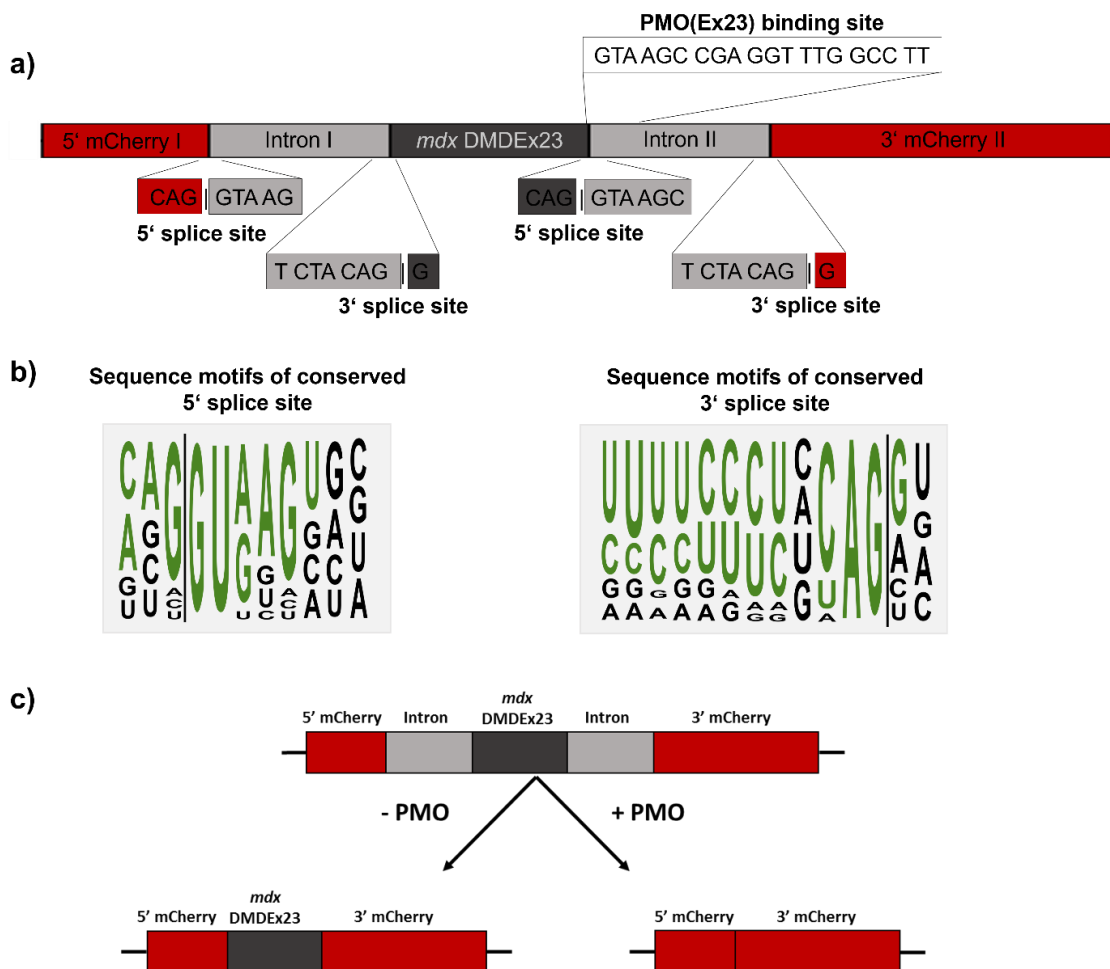 PMO(Ex23) binding site
a)
GTA AGC CGA GGT TTG GCC TT
5‘ mCherry I
Intron I
mdx DMDEx23
Intron II
3‘ mCherry II
CAG | GTA AG
5‘ splice site
CAG | GTA AGC
5‘ splice site
T CTA CAG | G
3‘ splice site
T CTA CAG | G
3‘ splice site
b)
Sequence motifs of conserved
5‘ splice site
Sequence motifs of conserved
3‘ splice site
C A G G U A A G U G C
A G A G G G A G
G C C U A C A U
U U U U C U A U A
U U U U C C C U C C A G G U
C C C C U U U C A U A G
G G G G G A A A U A C A
A A A A A G G G G U C
c)
mdx
5’ mCherry
Intron
DMDEx23
Intron
3’ mCherry
- PMO
+ PMO
mdx
5’ mCherry
DMDEx23
3’ mCherry
5’ mCherry
3’ mCherry